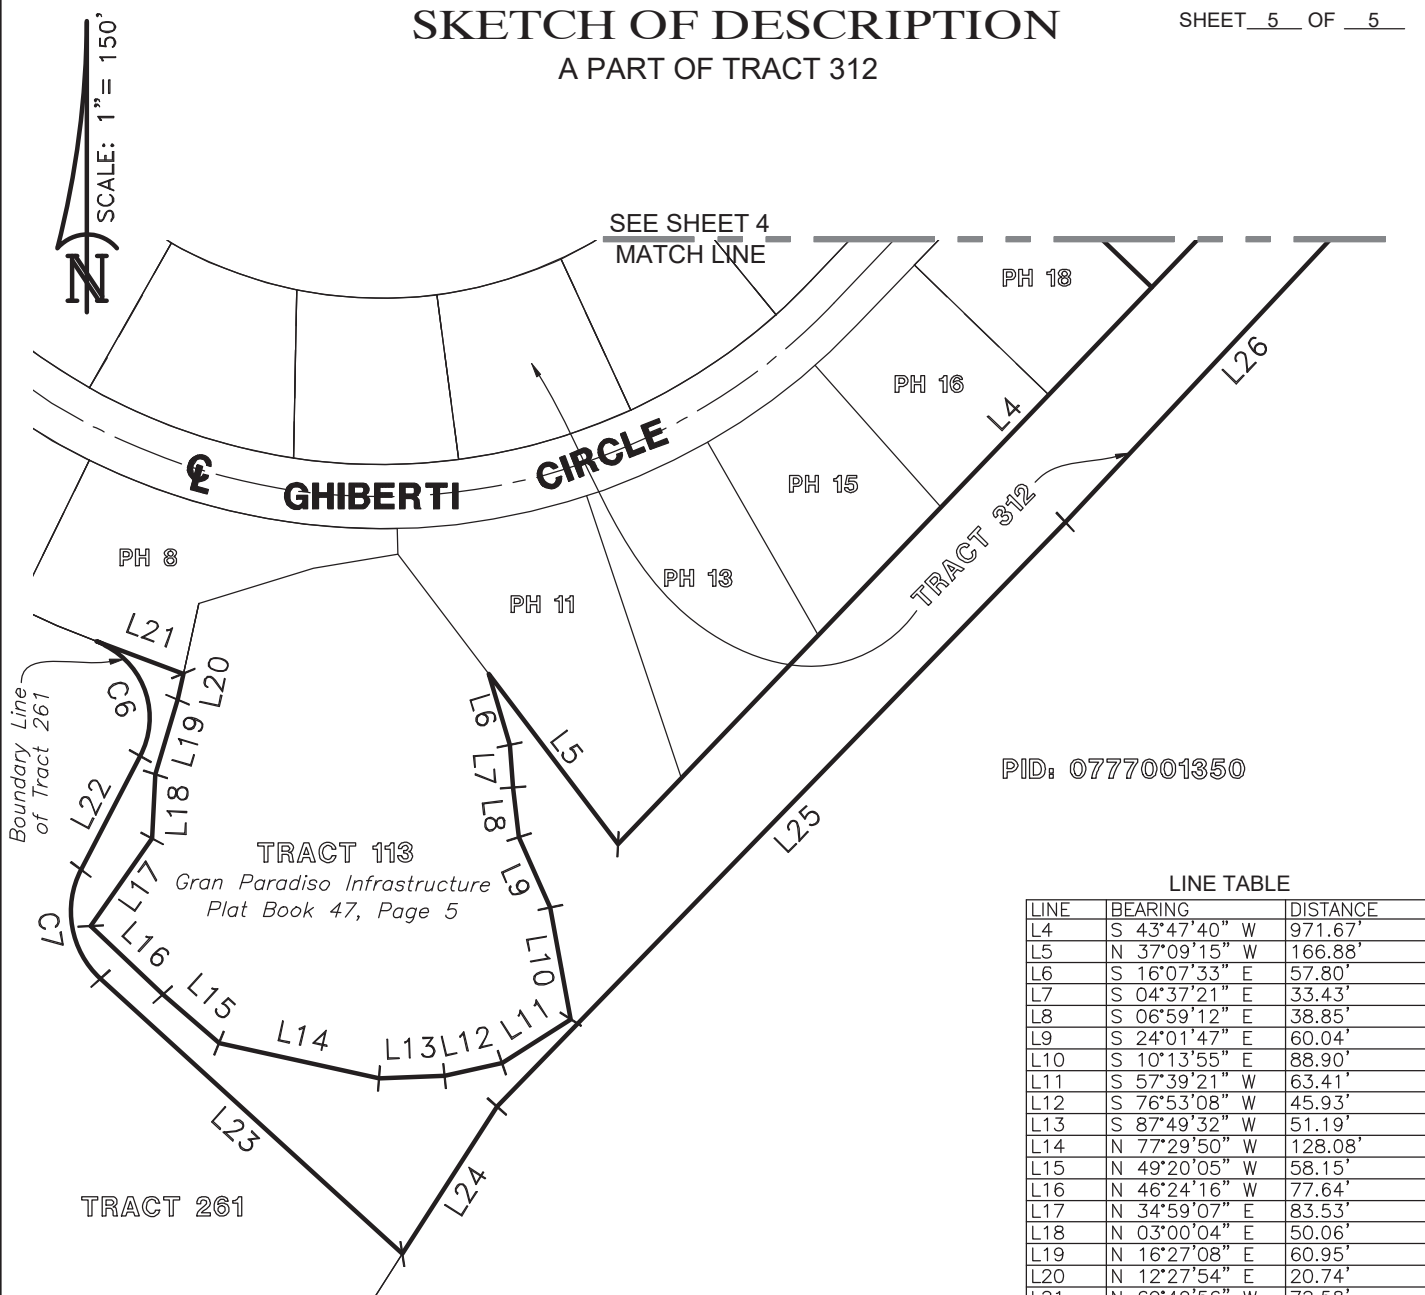 SKETCH OF DESCRIPTION
SHEET 5 OF 5
A PART OF TRACT 312
SCALE: 1"= 150'
N
SEE SHEET 4
MATCH LINE
PH 18
L26
PH 16
L4
CIRCLE
PH 15
GHIBERTI
TRACT 312
PH 8
PH 13
PH 11
L21
L20
Boundary Line
of Tract 261
C6
L6
L19
L5
L7
PID: 0777001350
L22
L18
L8
L25
TRACT 113
Gran Paradiso Infrastructure
Plat Book 47, Page 5
L17
L9
C7
L16
L10
L15
L14
L13
L12
L11
L23
L24
TRACT 261
LINE TABLE
LINE BEARING DISTANCE
L4 S 43°47'40" W 971.67'
L5 N 37°09'15" W 166.88'
L6 S 16°07'33" E 57.80'
L7 S 04°37'21" E 33.43'
L8 S 06°59'12" E 38.85'
L9 S 24°01'47" E 60.04'
L10 S 10°13'55" E 88.90'
L11 S 57°39'21" W 63.41'
L12 S 76°53'08" W 45.93'
L13 S 87°49'32" W 51.19'
L14 N 77°29'50" W 128.08'
L15 N 49°20'05" W 58.15'
L16 N 46°24'16" W 77.64'
L17 N 34°59'07" E 83.53'
L18 N 03°00'04" E 50.06'
L19 N 16°27'08" E 60.95'
L20 N 12°27'54" E 20.74'